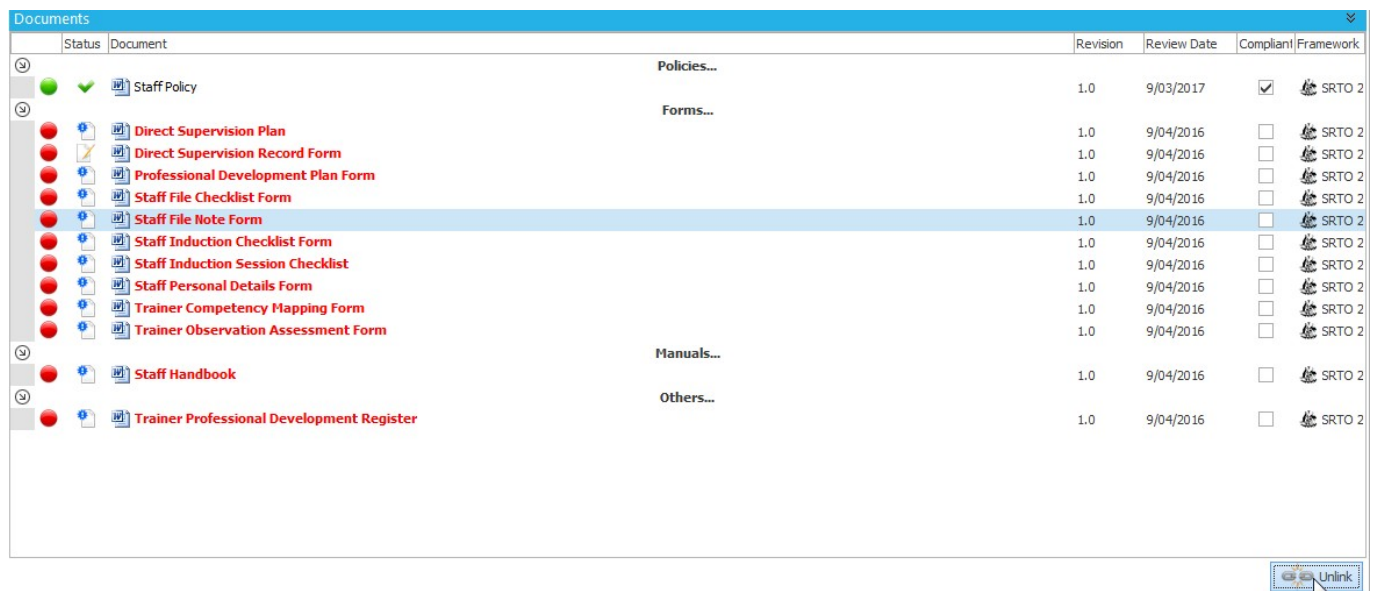 Documents
Status Document Revision Review Date Compliant Framework
Policies...
Staff Policy 1.0 9/03/2017 SRTO 2
Forms...
Direct Supervision Plan 1.0 9/04/2016 SRTO 2
Direct Supervision Record Form 1.0 9/04/2016 SRTO 2
Professional Development Plan Form 1.0 9/04/2016 SRTO 2
Staff File Checklist Form 1.0 9/04/2016 SRTO 2
Staff File Note Form 1.0 9/04/2016 SRTO 2
Staff Induction Checklist Form 1.0 9/04/2016 SRTO 2
Staff Induction Session Checklist 1.0 9/04/2016 SRTO 2
Staff Personal Details Form 1.0 9/04/2016 SRTO 2
Trainer Competency Mapping Form 1.0 9/04/2016 SRTO 2
Trainer Observation Assessment Form 1.0 9/04/2016 SRTO 2
Manuals...
Staff Handbook 1.0 9/04/2016 SRTO 2
Others...
Trainer Professional Development Register 1.0 9/04/2016 SRTO 2
Unlink